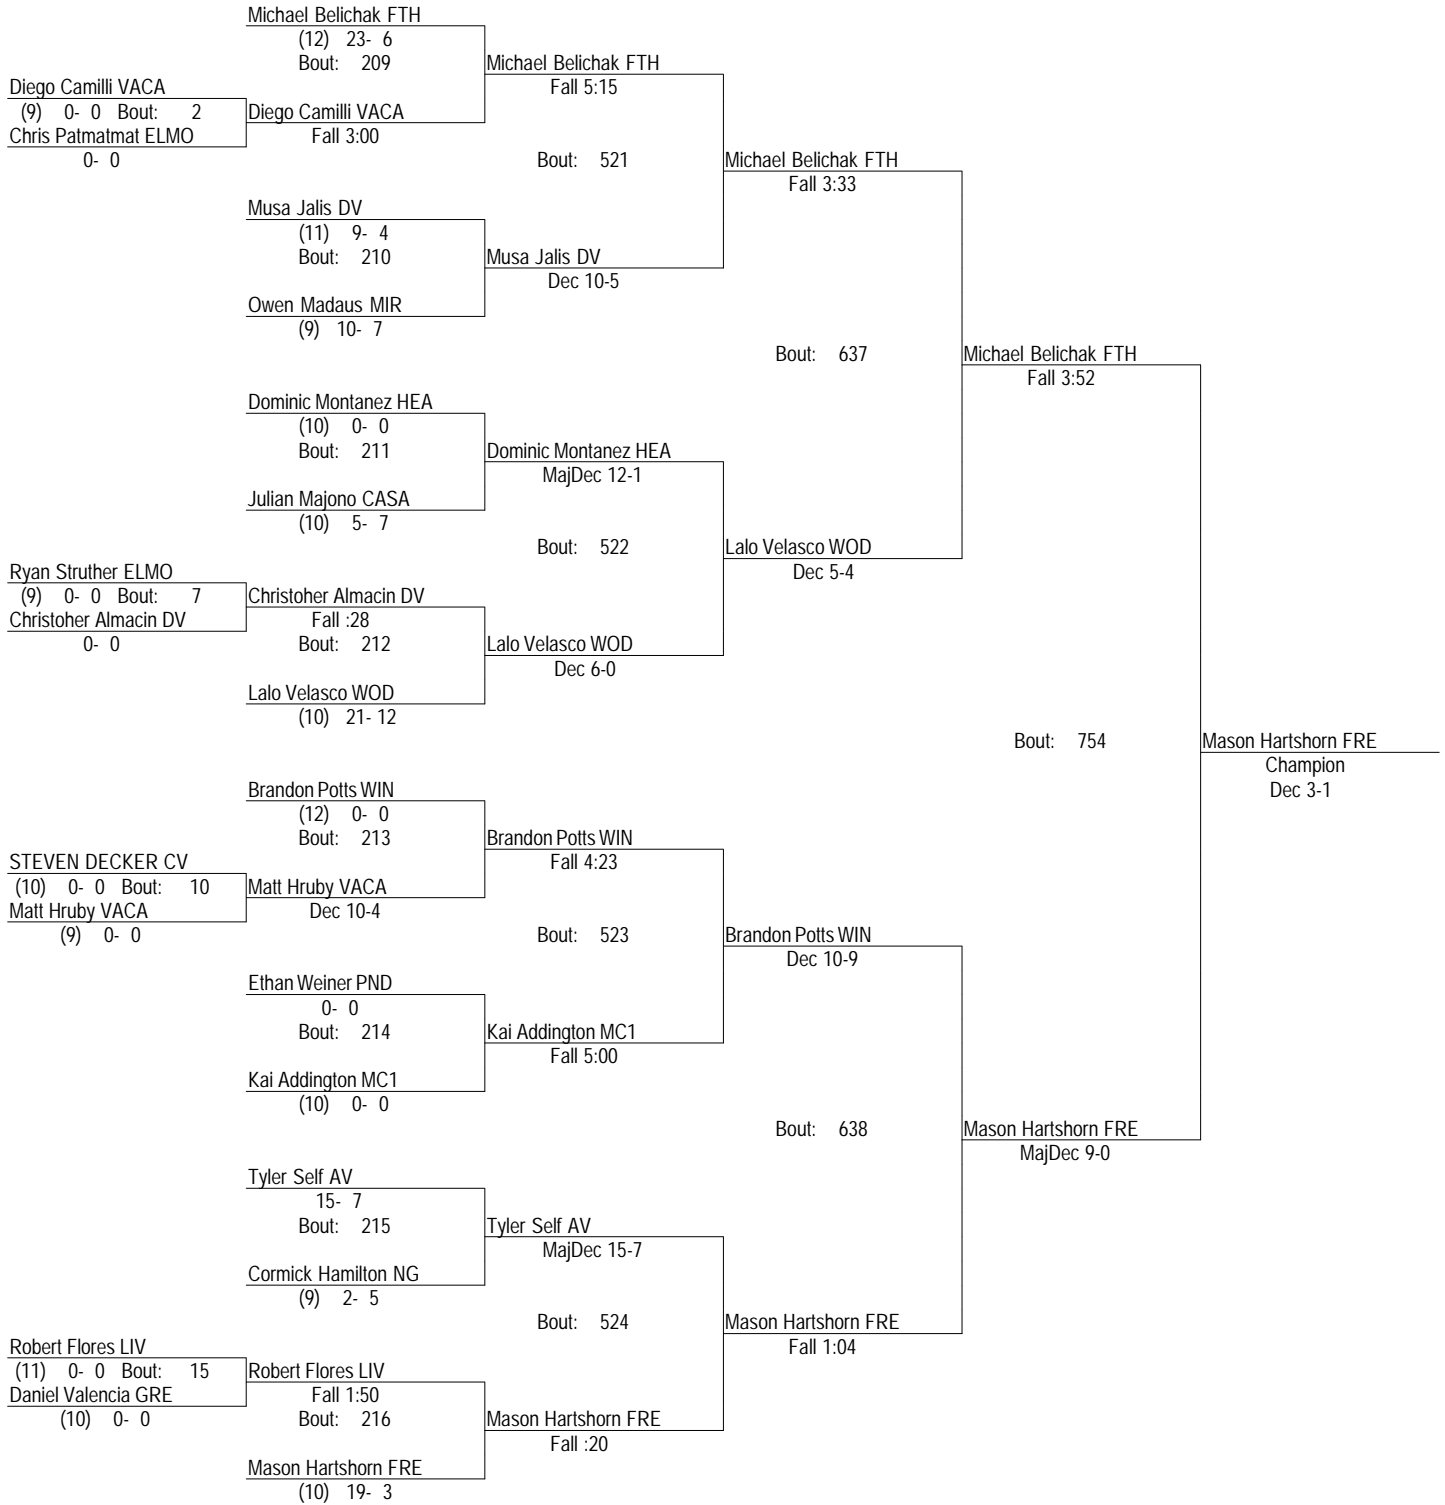 Michael Belichak FTH
(12) 23- 6
Bout: 209
Michael Belichak FTH
Fall 5:15
Diego Camilli VACA
(9) 0- 0 Bout: 2
Diego Camilli VACA
Chris Patmatmat ELMO
Fall 3:00
0- 0
Bout: 521
Michael Belichak FTH
Fall 3:33
Musa Jalis DV
(11) 9- 4
Bout: 210
Musa Jalis DV
Dec 10-5
Owen Madaus MIR
(9) 10- 7
Bout: 637
Michael Belichak FTH
Fall 3:52
Dominic Montanez HEA
(10) 0- 0
Bout: 211
Dominic Montanez HEA
MajDec 12-1
Julian Majono CASA
(10) 5- 7
Bout: 522
Lalo Velasco WOD
Dec 5-4
Ryan Struther ELMO
(9) 0- 0 Bout: 7
Christoher Almacin DV
Christoher Almacin DV
Fall :28
0- 0
Bout: 212
Lalo Velasco WOD
Dec 6-0
Lalo Velasco WOD
(10) 21- 12
Bout: 754
Mason Hartshorn FRE
Champion
Dec 3-1
Brandon Potts WIN
(12) 0- 0
Bout: 213
Brandon Potts WIN
Fall 4:23
STEVEN DECKER CV
(10) 0- 0 Bout: 10
Matt Hruby VACA
Matt Hruby VACA
Dec 10-4
(9) 0- 0
Bout: 523
Brandon Potts WIN
Dec 10-9
Ethan Weiner PND
0- 0
Bout: 214
Kai Addington MC1
Fall 5:00
Kai Addington MC1
(10) 0- 0
Bout: 638
Mason Hartshorn FRE
MajDec 9-0
Tyler Self AV
15- 7
Bout: 215
Tyler Self AV
MajDec 15-7
Cormick Hamilton NG
(9) 2- 5
Bout: 524
Mason Hartshorn FRE
Fall 1:04
Robert Flores LIV
(11) 0- 0 Bout: 15
Robert Flores LIV
Daniel Valencia GRE
Fall 1:50
(10) 0- 0
Bout: 216
Mason Hartshorn FRE
Fall :20
Mason Hartshorn FRE
(10) 19- 3